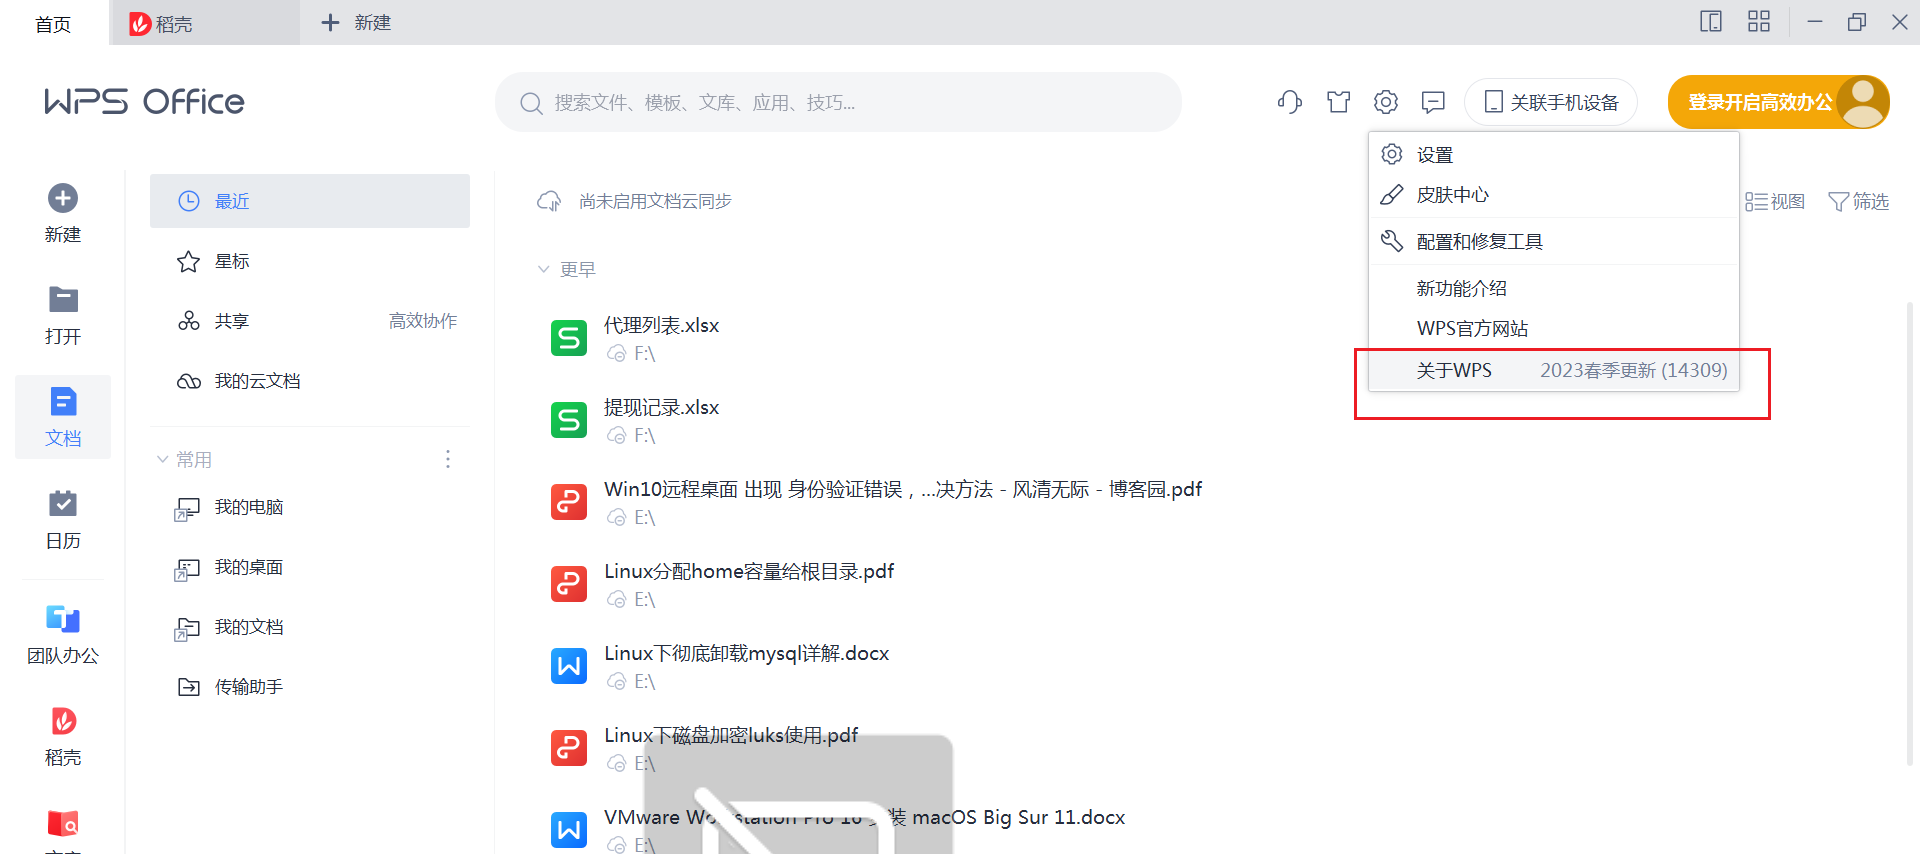 首页
稻壳
新建
WPS Office
搜索文件、模板、文库、应用、技巧...
关联手机设备
登录开启高效办公
设置
皮肤中心
配置和修复工具
新功能介绍
WPS官方网站
关于WPS 2023春季更新 (14309)
视图
筛选
新建
打开
文档
日历
团队办公
稻壳
最近
星标
共享 高效协作
我的云文档
常用
我的电脑
我的桌面
我的文档
传输助手
尚未启用文档云同步
更早
代理列表.xlsx
F:\
提现记录.xlsx
F:\
Win10远程桌面 出现 身份验证错误，...决方法 - 风清无际 - 博客园.pdf
E:\
Linux分配home容量给根目录.pdf
E:\
Linux下彻底卸载mysql详解.docx
E:\
Linux下磁盘加密luks使用.pdf
E:\
VMware Workstation Pro 16 安装 macOS Big Sur 11.docx
E:\